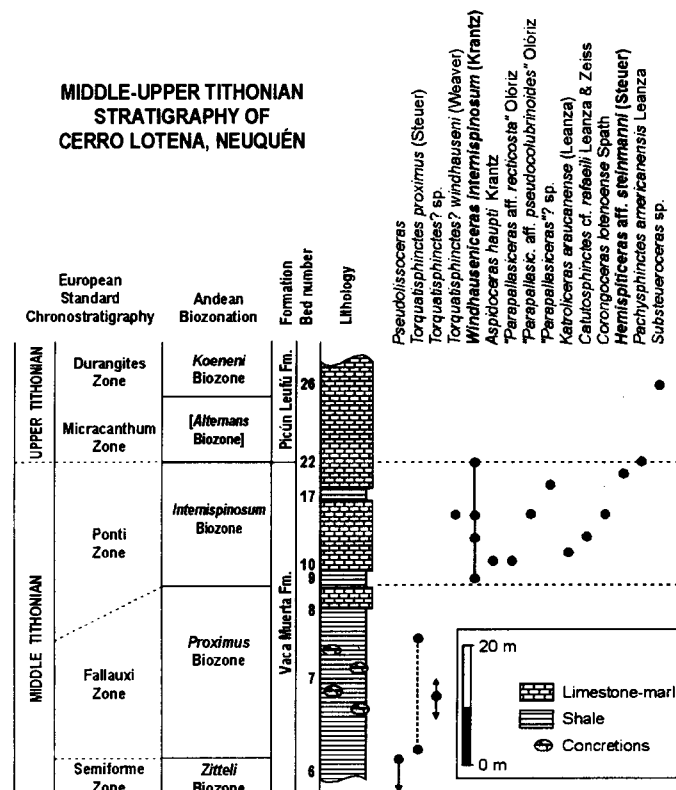 MIDDLE-UPPER TITHONIAN
STRATIGRAPHY OF
CERRO LOTENA, NEUQUÉN
Pseudolissoceras
Torquatisphinctes proximus (Steuer)
Torquatisphinctes? sp.
Torquatisphinctes? windhauseni (Weaver)
Windhauseniceras internispinosum (Krantz)
Aspidoceras haupti Krantz
"Parapallasiceras aff. recticosta" Olóriz
"Parapallasic. aff. pseudocolubrinoides" Olóriz
"Parapallasiceras"? sp.
Katroliceras araucanense (Leanza)
Catutosphinctes cf. rafaeili Leanza & Zeiss
Corongoceras lotenoense Spath
Hemispiticeras aff. steinmanni (Steuer)
Pachysphinctes americanensis Leanza
Substeueroceras sp.
European
Standard
Chronostratigraphy
Andean
Biozonation
Formation
Bed number
Lithology
UPPER TITHONIAN
MIDDLE TITHONIAN
Durangites
Zone
Micracanthum
Zone
Ponti
Zone
Fallauxi
Zone
Semiforme
Zone
Koeneni
Biozone
[Alternans
Biozone]
Internispinosum
Biozone
Proximus
Biozone
Zitteli
Biozone
Picún Leufú Fm.
Vaca Muerta Fm.
26
22
17
10
9
8
7
6
20 m
0 m
Limestone-marl
Shale
Concretions